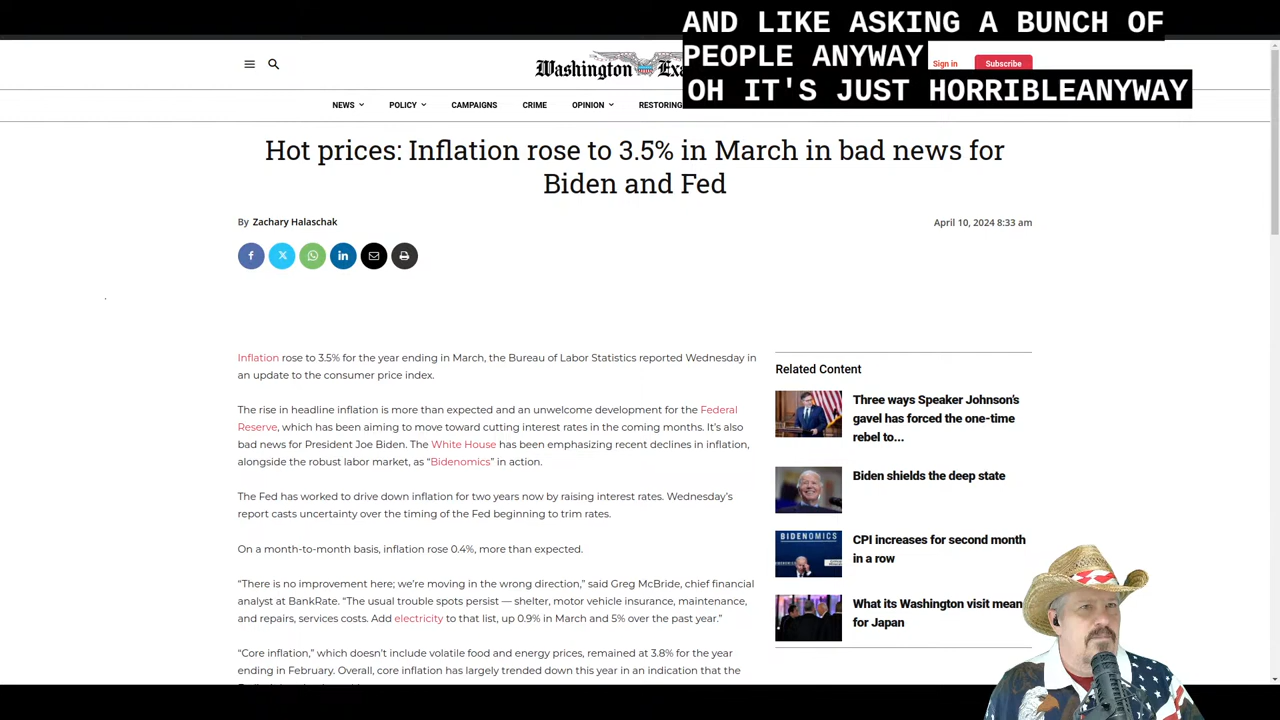 AND LIKE ASKING A BUNCH OF
PEOPLE ANYWAY
OH IT'S JUST HORRIBLEANYWAY
Washington Exa
Sign in
Subscribe
NEWS
POLICY
CAMPAIGNS
CRIME
OPINION
RESTORING
Hot prices: Inflation rose to 3.5% in March in bad news for
Biden and Fed
By Zachary Halaschak
April 10, 2024 8:33 am
Inflation rose to 3.5% for the year ending in March, the Bureau of Labor Statistics reported Wednesday in
an update to the consumer price index.
The rise in headline inflation is more than expected and an unwelcome development for the Federal
Reserve, which has been aiming to move toward cutting interest rates in the coming months. It's also
bad news for President Joe Biden. The White House has been emphasizing recent declines in inflation,
alongside the robust labor market, as “Bidenomics” in action.
The Fed has worked to drive down inflation for two years now by raising interest rates. Wednesday's
report casts uncertainty over the timing of the Fed beginning to trim rates.
On a month-to-month basis, inflation rose 0.4%, more than expected.
“There is no improvement here; we're moving in the wrong direction,” said Greg McBride, chief financial
analyst at BankRate. “The usual trouble spots persist — shelter, motor vehicle insurance, maintenance,
and repairs, services costs. Add electricity to that list, up 0.9% in March and 5% over the past year.”
“Core inflation,” which doesn't include volatile food and energy prices, remained at 3.8% for the year
ending in February. Overall, core inflation has largely trended down this year in an indication that the
Related Content
Three ways Speaker Johnson's
gavel has forced the one-time
rebel to...
Biden shields the deep state
BIDENOMICS
CPI increases for second month
in a row
What its Washington visit mean
for Japan